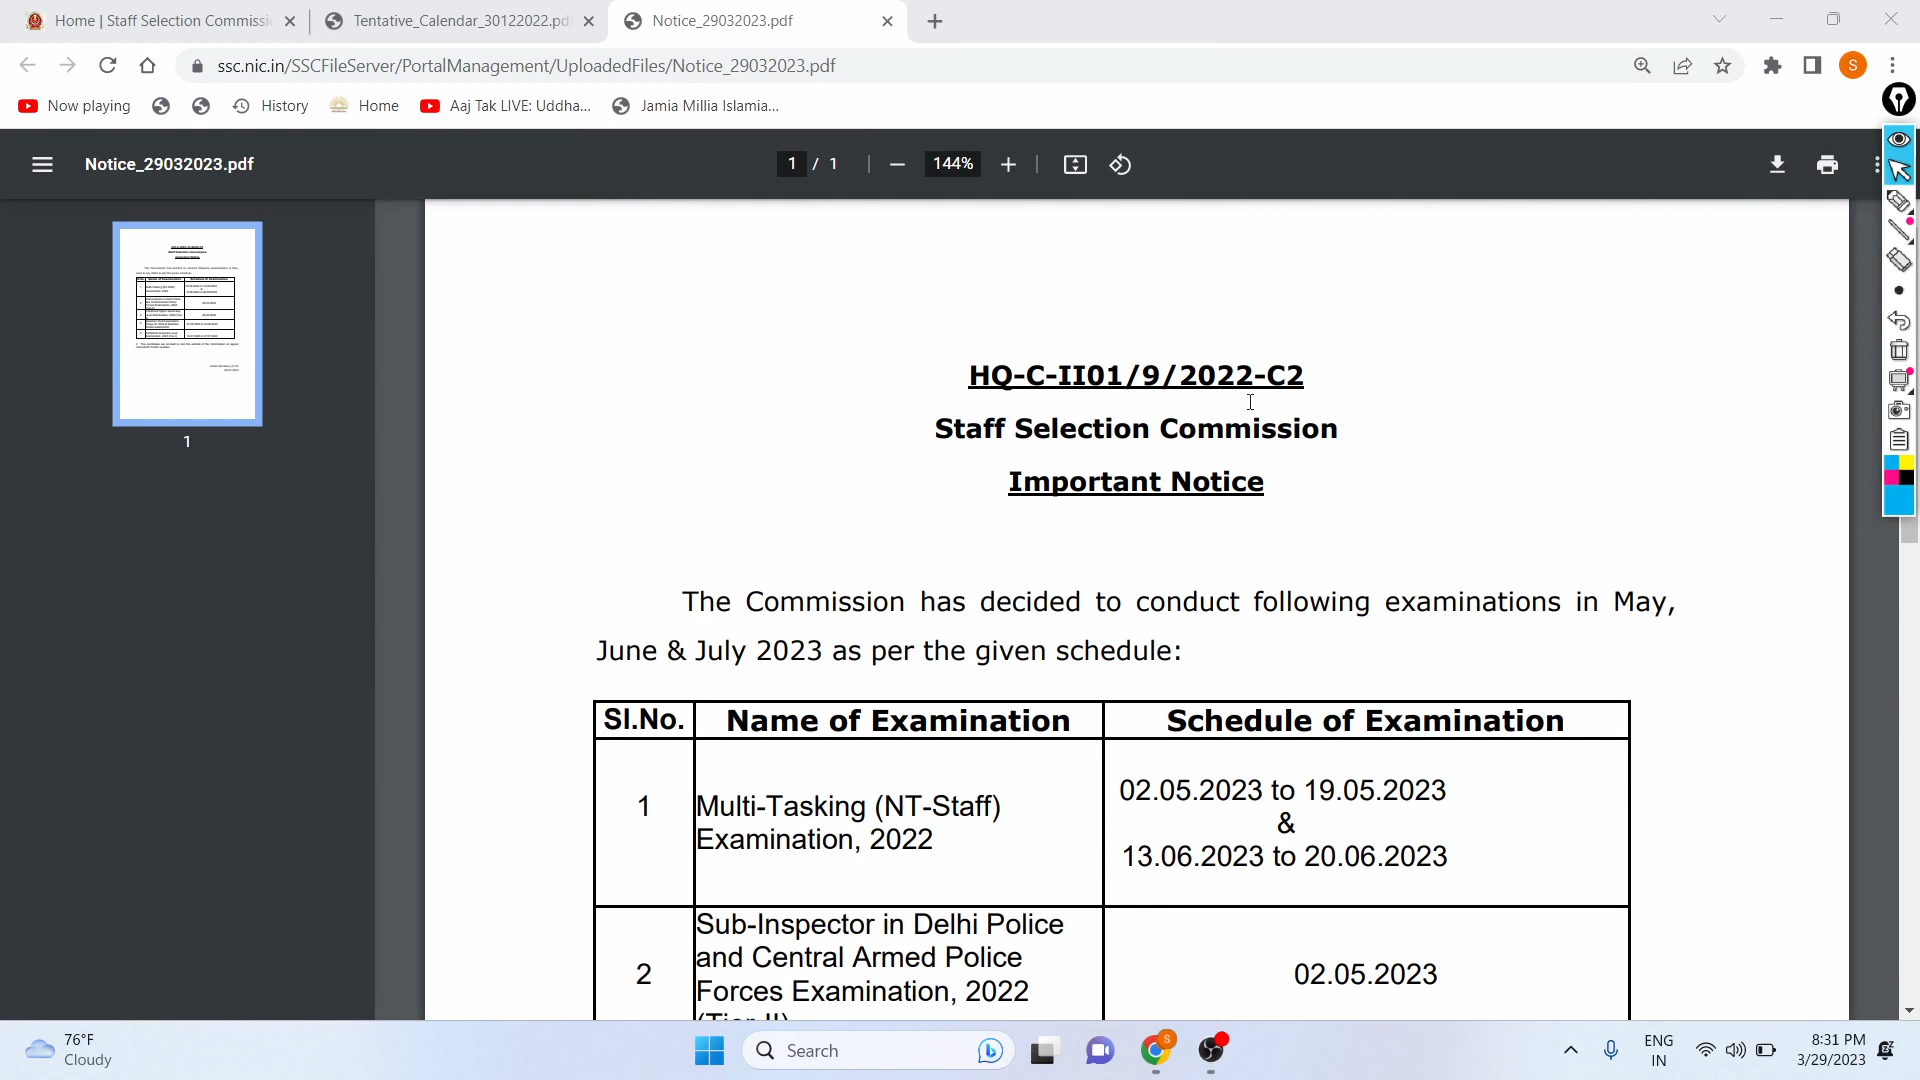 Home | Staff Selection Commissi
Tentative_Calendar_30122022.pd
Notice_29032023.pdf
ssc.nic.in/SSCFileServer/PortalManagement/UploadedFiles/Notice_29032023.pdf
S
Now playing
History
Home
Aaj Tak LIVE: Uddha...
Jamia Millia Islamia...
Notice_29032023.pdf
1 / 1
144%
1
HQ-C-II01/9/2022-C2
Staff Selection Commission
Important Notice
The Commission has decided to conduct following examinations in May,
June & July 2023 as per the given schedule:
Sl.No. Name of Examination Schedule of Examination
1
Multi-Tasking (NT-Staff)
Examination, 2022
02.05.2023 to 19.05.2023
&
13.06.2023 to 20.06.2023
2
Sub-Inspector in Delhi Police
and Central Armed Police
Forces Examination, 2022
(Tier II)
02.05.2023
76°F
Cloudy
Search
S
ENG
IN
8:31 PM
3/29/2023